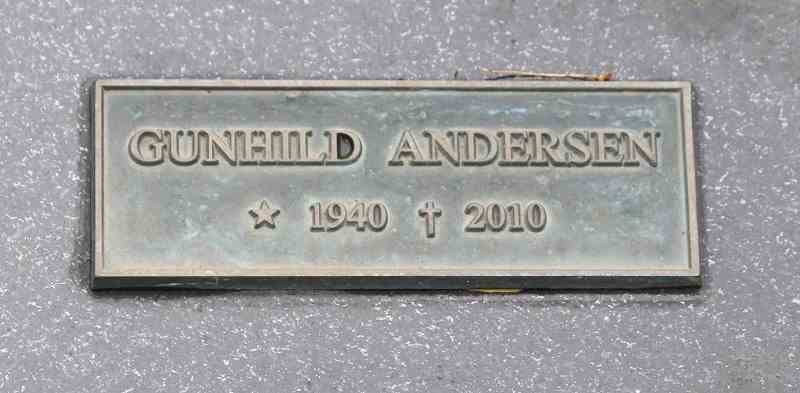 GUNHILD ANDERSEN
★ 1940 ✝ 2010